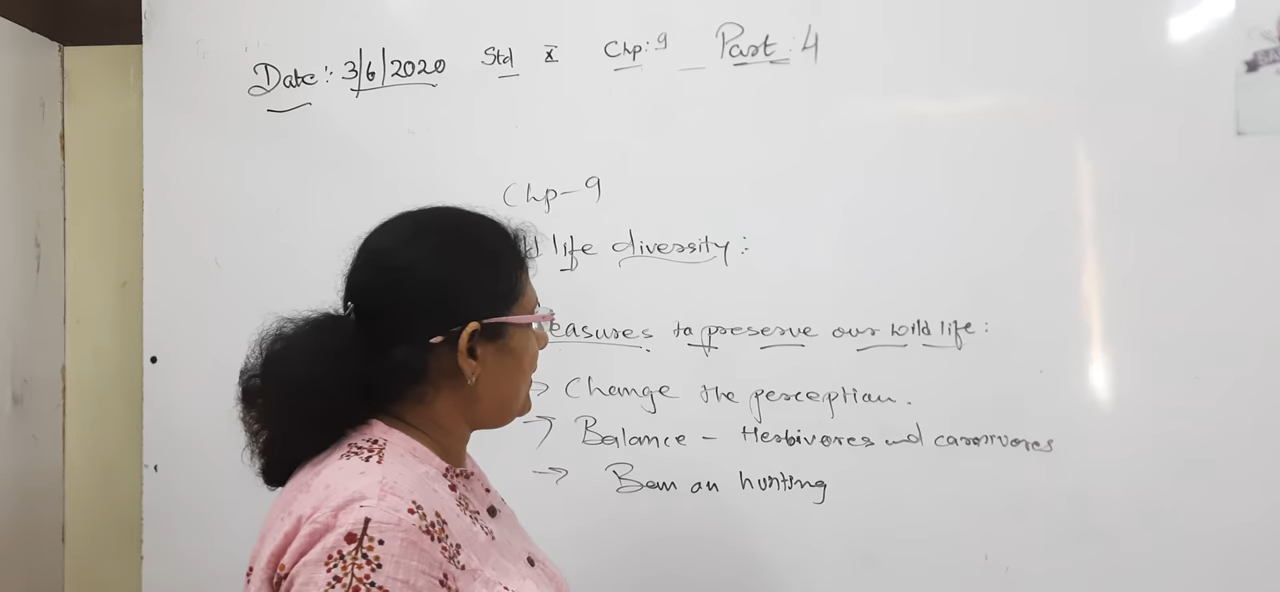 Date: 3/6/2020 Std X Chp: 9 Part: 4
Chp-9
life diversity:
easures to preserve our wild life:
→ Change the perception.
→ Balance - Herbivores and carnivores
→ Ban on hunting